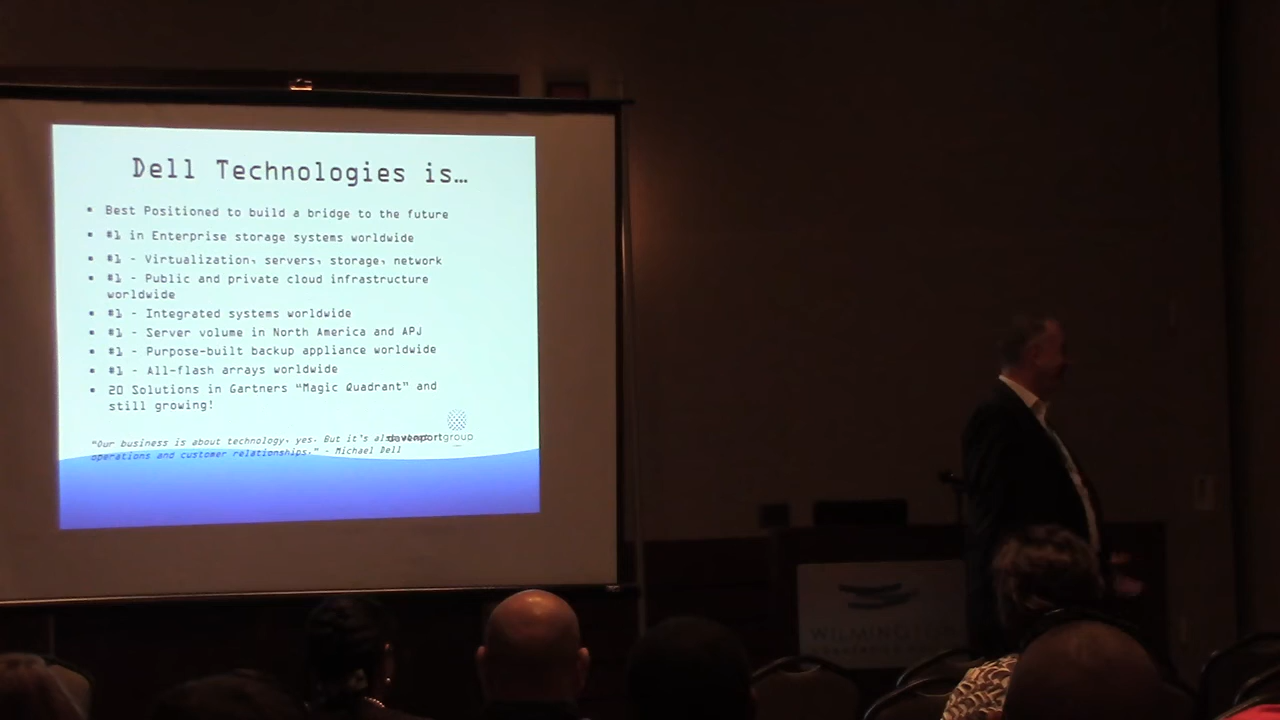 Dell Technologies is…
▪ Best Positioned to build a bridge to the future
▪ #1 in Enterprise storage systems worldwide
▪ #1 - Virtualization, servers, storage, network
▪ #1 - Public and private cloud infrastructure
worldwide
▪ #1 - Integrated systems worldwide
▪ #1 - Server volume in North America and APJ
▪ #1 - Purpose-built backup appliance worldwide
▪ #1 - All-flash arrays worldwide
▪ 20 Solutions in Gartners “Magic Quadrant” and
still growing!
"Our business is about technology, yes. But it's
davenportgroup
operations and customer relationships." - Michael Dell
WILMINGTON